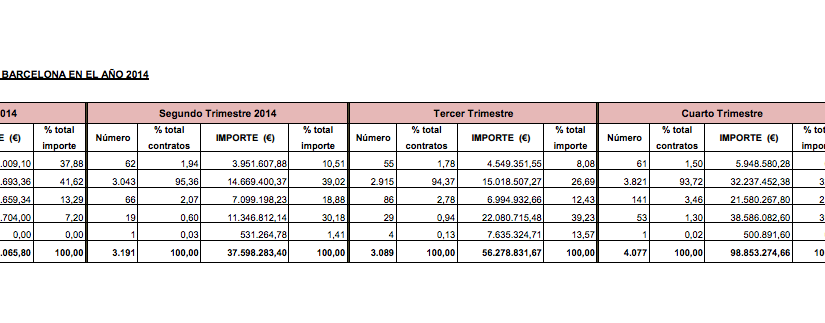 BARCELONA EN EL AÑO 2014
014 Segundo Trimestre 2014 Tercer Trimestre Cuarto Trimestre
E (€) % total importe Número % total contratos IMPORTE (€) % total importe Número % total contratos IMPORTE (€) % total importe Número % total contratos IMPORTE (€) % to impor
.009,10 37,88 62 1,94 3.951.607,88 10,51 55 1,78 4.549.351,55 8,08 61 1,50 5.948.580,28
.693,36 41,62 3.043 95,36 14.669.400,37 39,02 2.915 94,37 15.018.507,27 26,69 3.821 93,72 32.237.452,38 3
.659,34 13,29 66 2,07 7.099.198,23 18,88 86 2,78 6.994.932,66 12,43 141 3,46 21.580.267,80 2
.704,00 7,20 19 0,60 11.346.812,14 30,18 29 0,94 22.080.715,48 39,23 53 1,30 38.586.082,60 3
0,00 0,00 1 0,03 531.264,78 1,41 4 0,13 7.635.324,71 13,57 1 0,02 500.891,60
.065,80 100,00 3.191 100,00 37.598.283,40 100,00 3.089 100,00 56.278.831,67 100,00 4.077 100,00 98.853.274,66 10